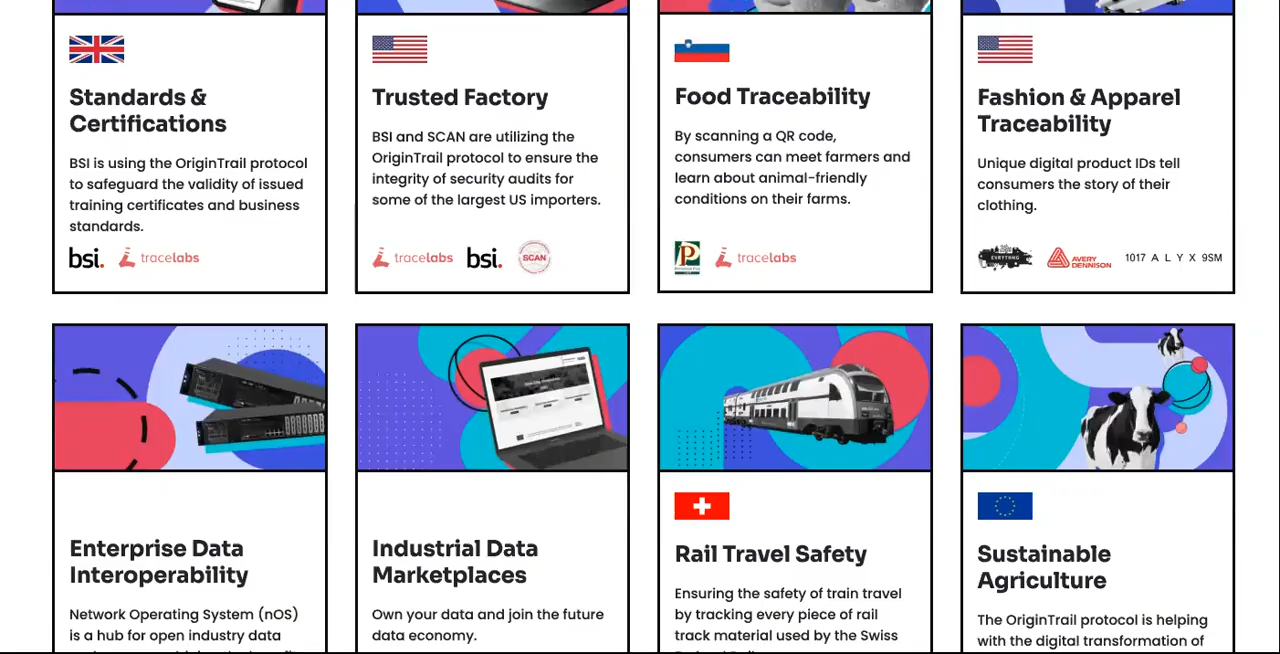 Standards &
Certifications
BSI is using the OriginTrail protocol
to safeguard the validity of issued
training certificates and business
standards.
bsi. tracelabs
Trusted Factory
BSI and SCAN are utilizing the
OriginTrail protocol to ensure the
integrity of security audits for
some of the largest US importers.
tracelabs bsi. SCAN
Food Traceability
By scanning a QR code,
consumers can meet farmers and
learn about animal-friendly
conditions on their farms.
P tracelabs
Fashion & Apparel
Traceability
Unique digital product IDs tell
consumers the story of their
clothing.
EVRYTHNG AVERY
DENNISON 1017 A L Y X 9SM
Enterprise Data
Interoperability
Network Operating System (nOS)
is a hub for open industry data
Industrial Data
Marketplaces
Own your data and join the future
data economy.
Rail Travel Safety
Ensuring the safety of train travel
by tracking every piece of rail
track material used by the Swiss
Sustainable
Agriculture
The OriginTrail protocol is helping
with the digital transformation of